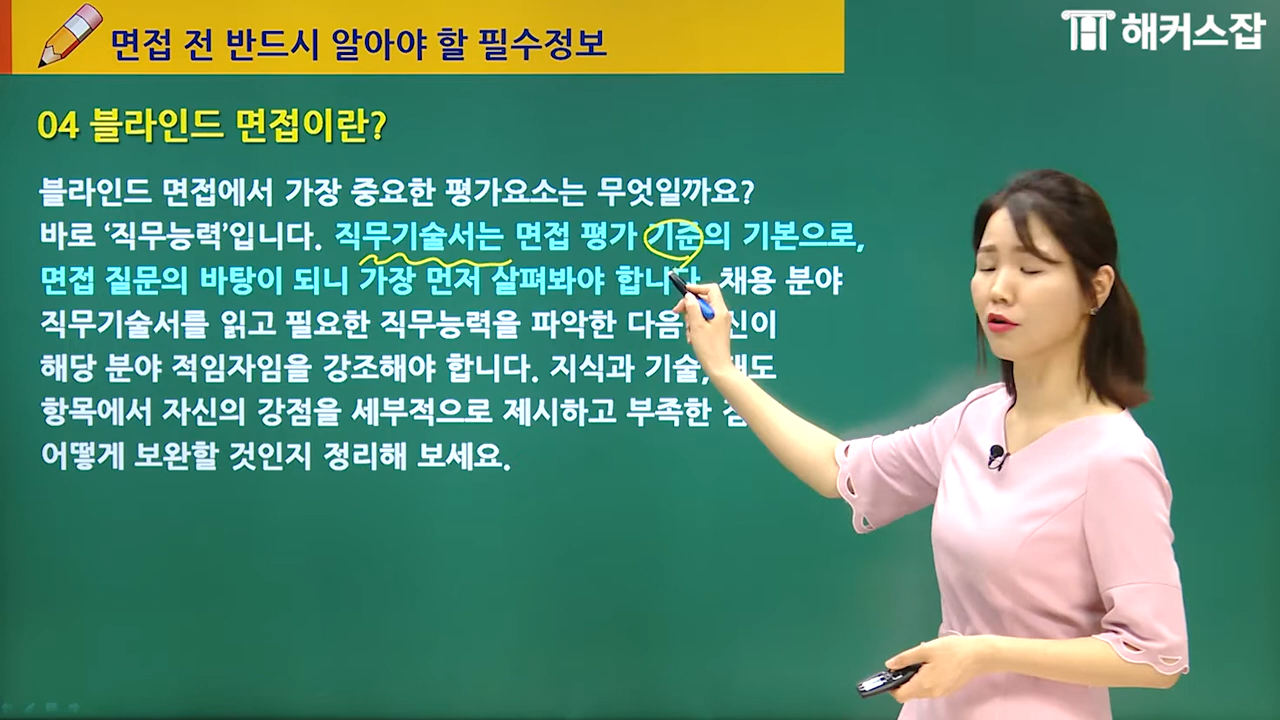 면접 전 반드시 알아야 할 필수정보
해커스잡
04 블라인드 면접이란?
블라인드 면접에서 가장 중요한 평가요소는 무엇일까요?
바로 ‘직무능력’입니다. 직무기술서는 면접 평가 기준의 기본으로,
면접 질문의 바탕이 되니 가장 먼저 살펴봐야 합니다. 채용 분야
직무기술서를 읽고 필요한 직무능력을 파악한 다음
해당 분야 적임자임을 강조해야 합니다. 지식과 기술, 태도
항목에서 자신의 강점을 세부적으로 제시하고 부족한
어떻게 보완할 것인지 정리해 보세요.